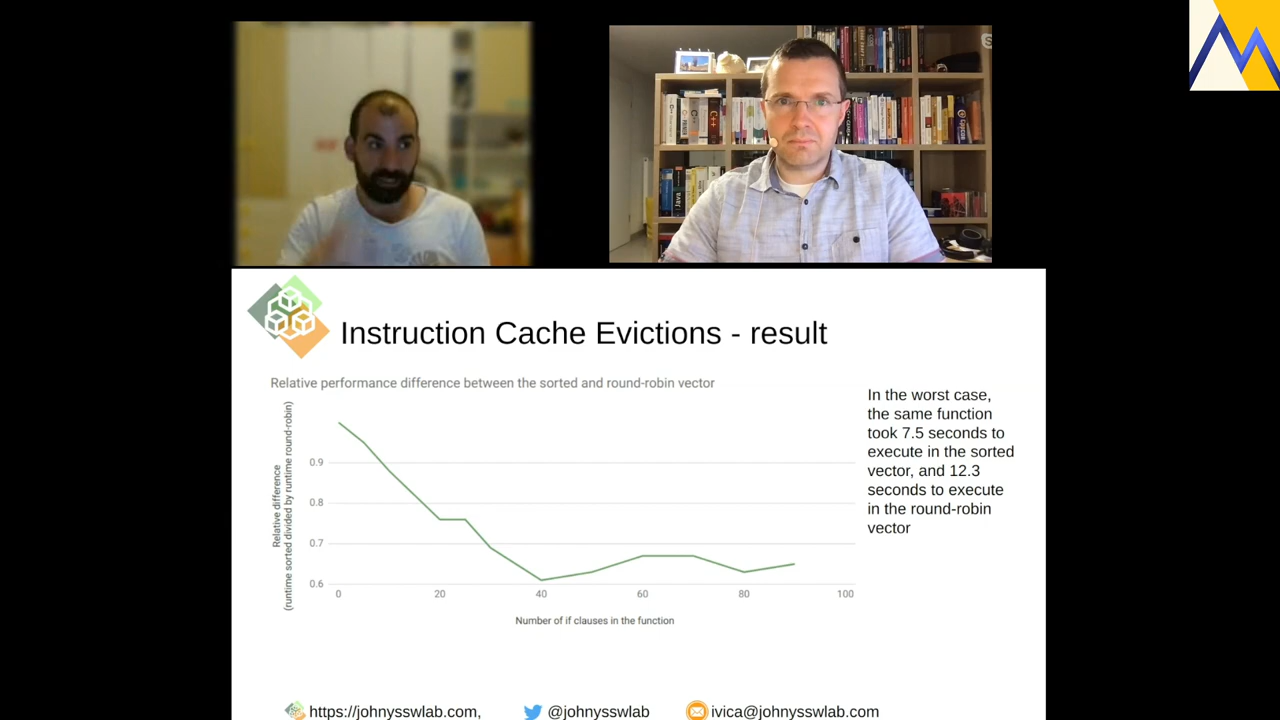 Instruction Cache Evictions - result
Relative performance difference between the sorted and round-robin vector
Relative difference
(runtime sorted divided by runtime round-robin)
0.9
0.8
0.7
0.6
0
20
40
60
80
100
Number of if clauses in the function
In the worst case,
the same function
took 7.5 seconds to
execute in the sorted
vector, and 12.3
seconds to execute
in the round-robin
vector
https://johnysswlab.com,
@johnysswlab
ivica@johnysswlab.com